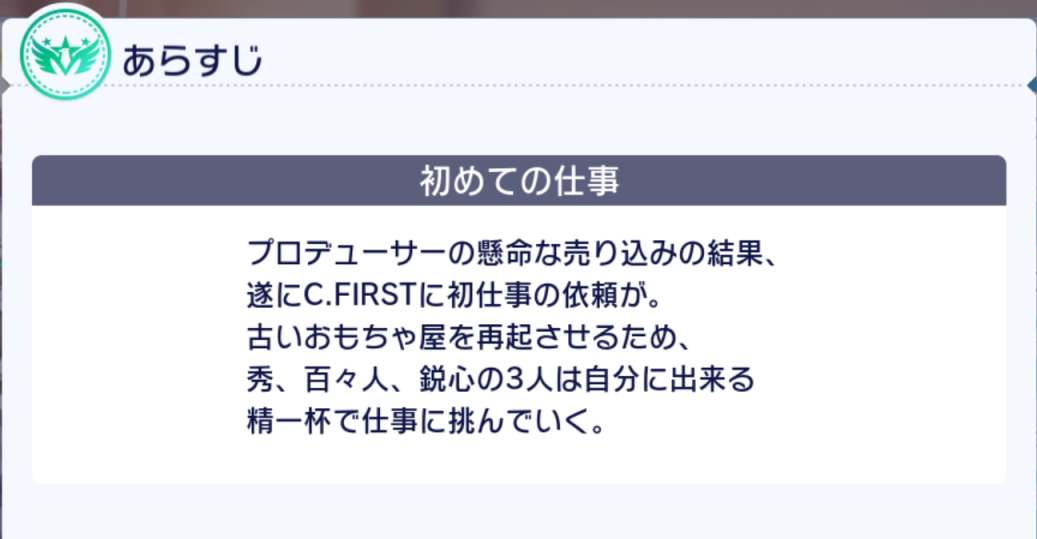 あらすじ
初めての仕事
プロデューサーの懸命な売り込みの結果、
遂にC.FIRSTに初仕事の依頼が。
古いおもちゃ屋を再起させるため、
秀、百々人、鋭心の3人は自分に出来る
精一杯で仕事に挑んでいく。